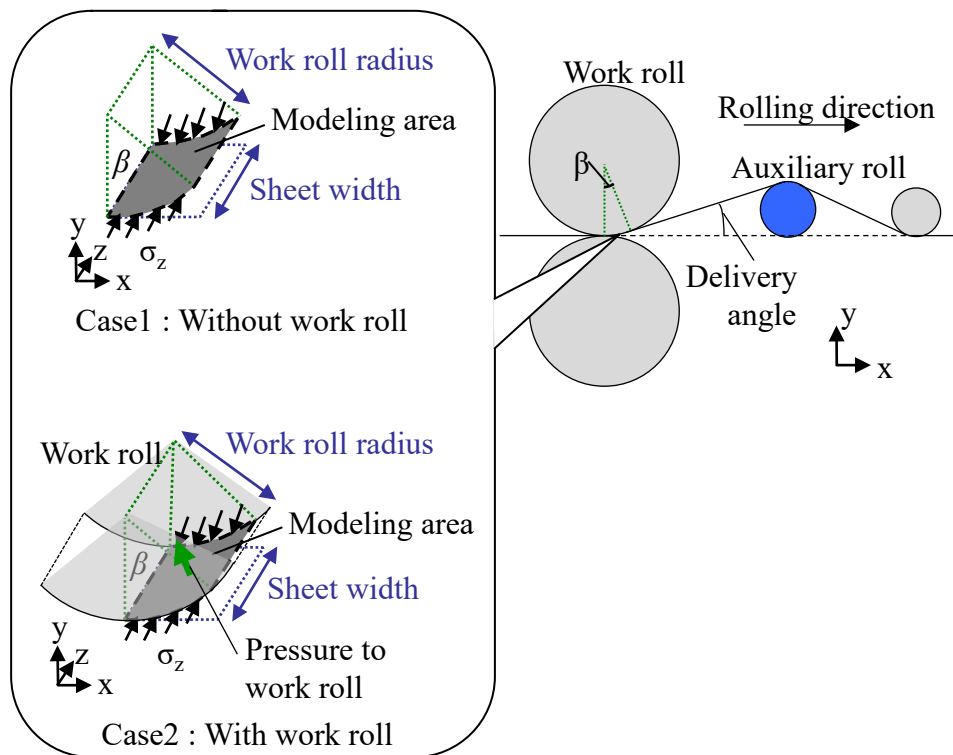 Work roll radius
Modeling area
β
Sheet width
y
z
x
σz
Case1 : Without work roll
Work roll
Work roll radius
Modeling area
β
Sheet width
y
z
x
σz
Pressure to
work roll
Case2 : With work roll
Work roll
Rolling direction
β
Auxiliary roll
Delivery
angle
y
x